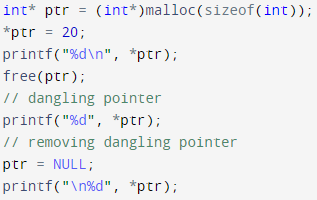 int* ptr = (int*)malloc(sizeof(int));
*ptr = 20;
printf("%d\n", *ptr);
free(ptr);
// dangling pointer
printf("%d", *ptr);
// removing dangling pointer
ptr = NULL;
printf("\n%d", *ptr);